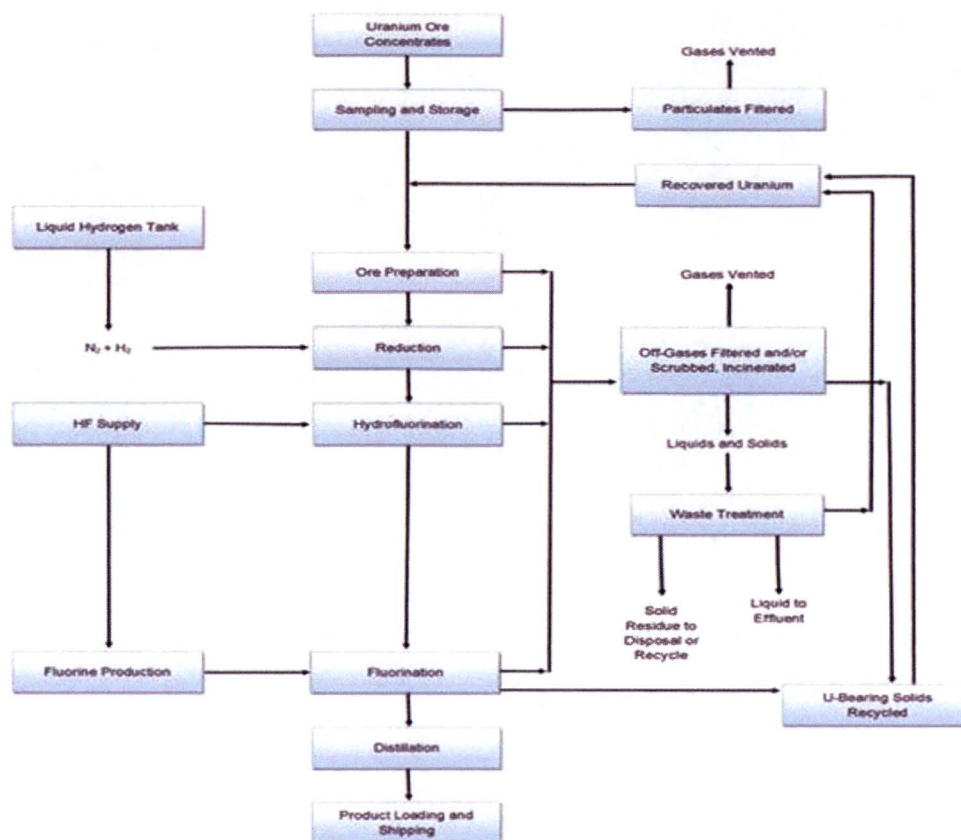 Uranium Ore
Concentrates
Gases Vented
Sampling and Storage
Particulates Filtered
Recovered Uranium
Liquid Hydrogen Tank
Ore Preparation
Gases Vented
N₂ + H₂
Reduction
Off-Gases Filtered and/or
Scrubbed, Incinerated
HF Supply
Hydrofluorination
Liquids and Solids
Waste Treatment
Solid
Residue to
Disposal or
Recycle
Liquid to
Effluent
Fluorine Production
Fluorination
U-Bearing Solids
Recycled
Distillation
Product Loading and
Shipping